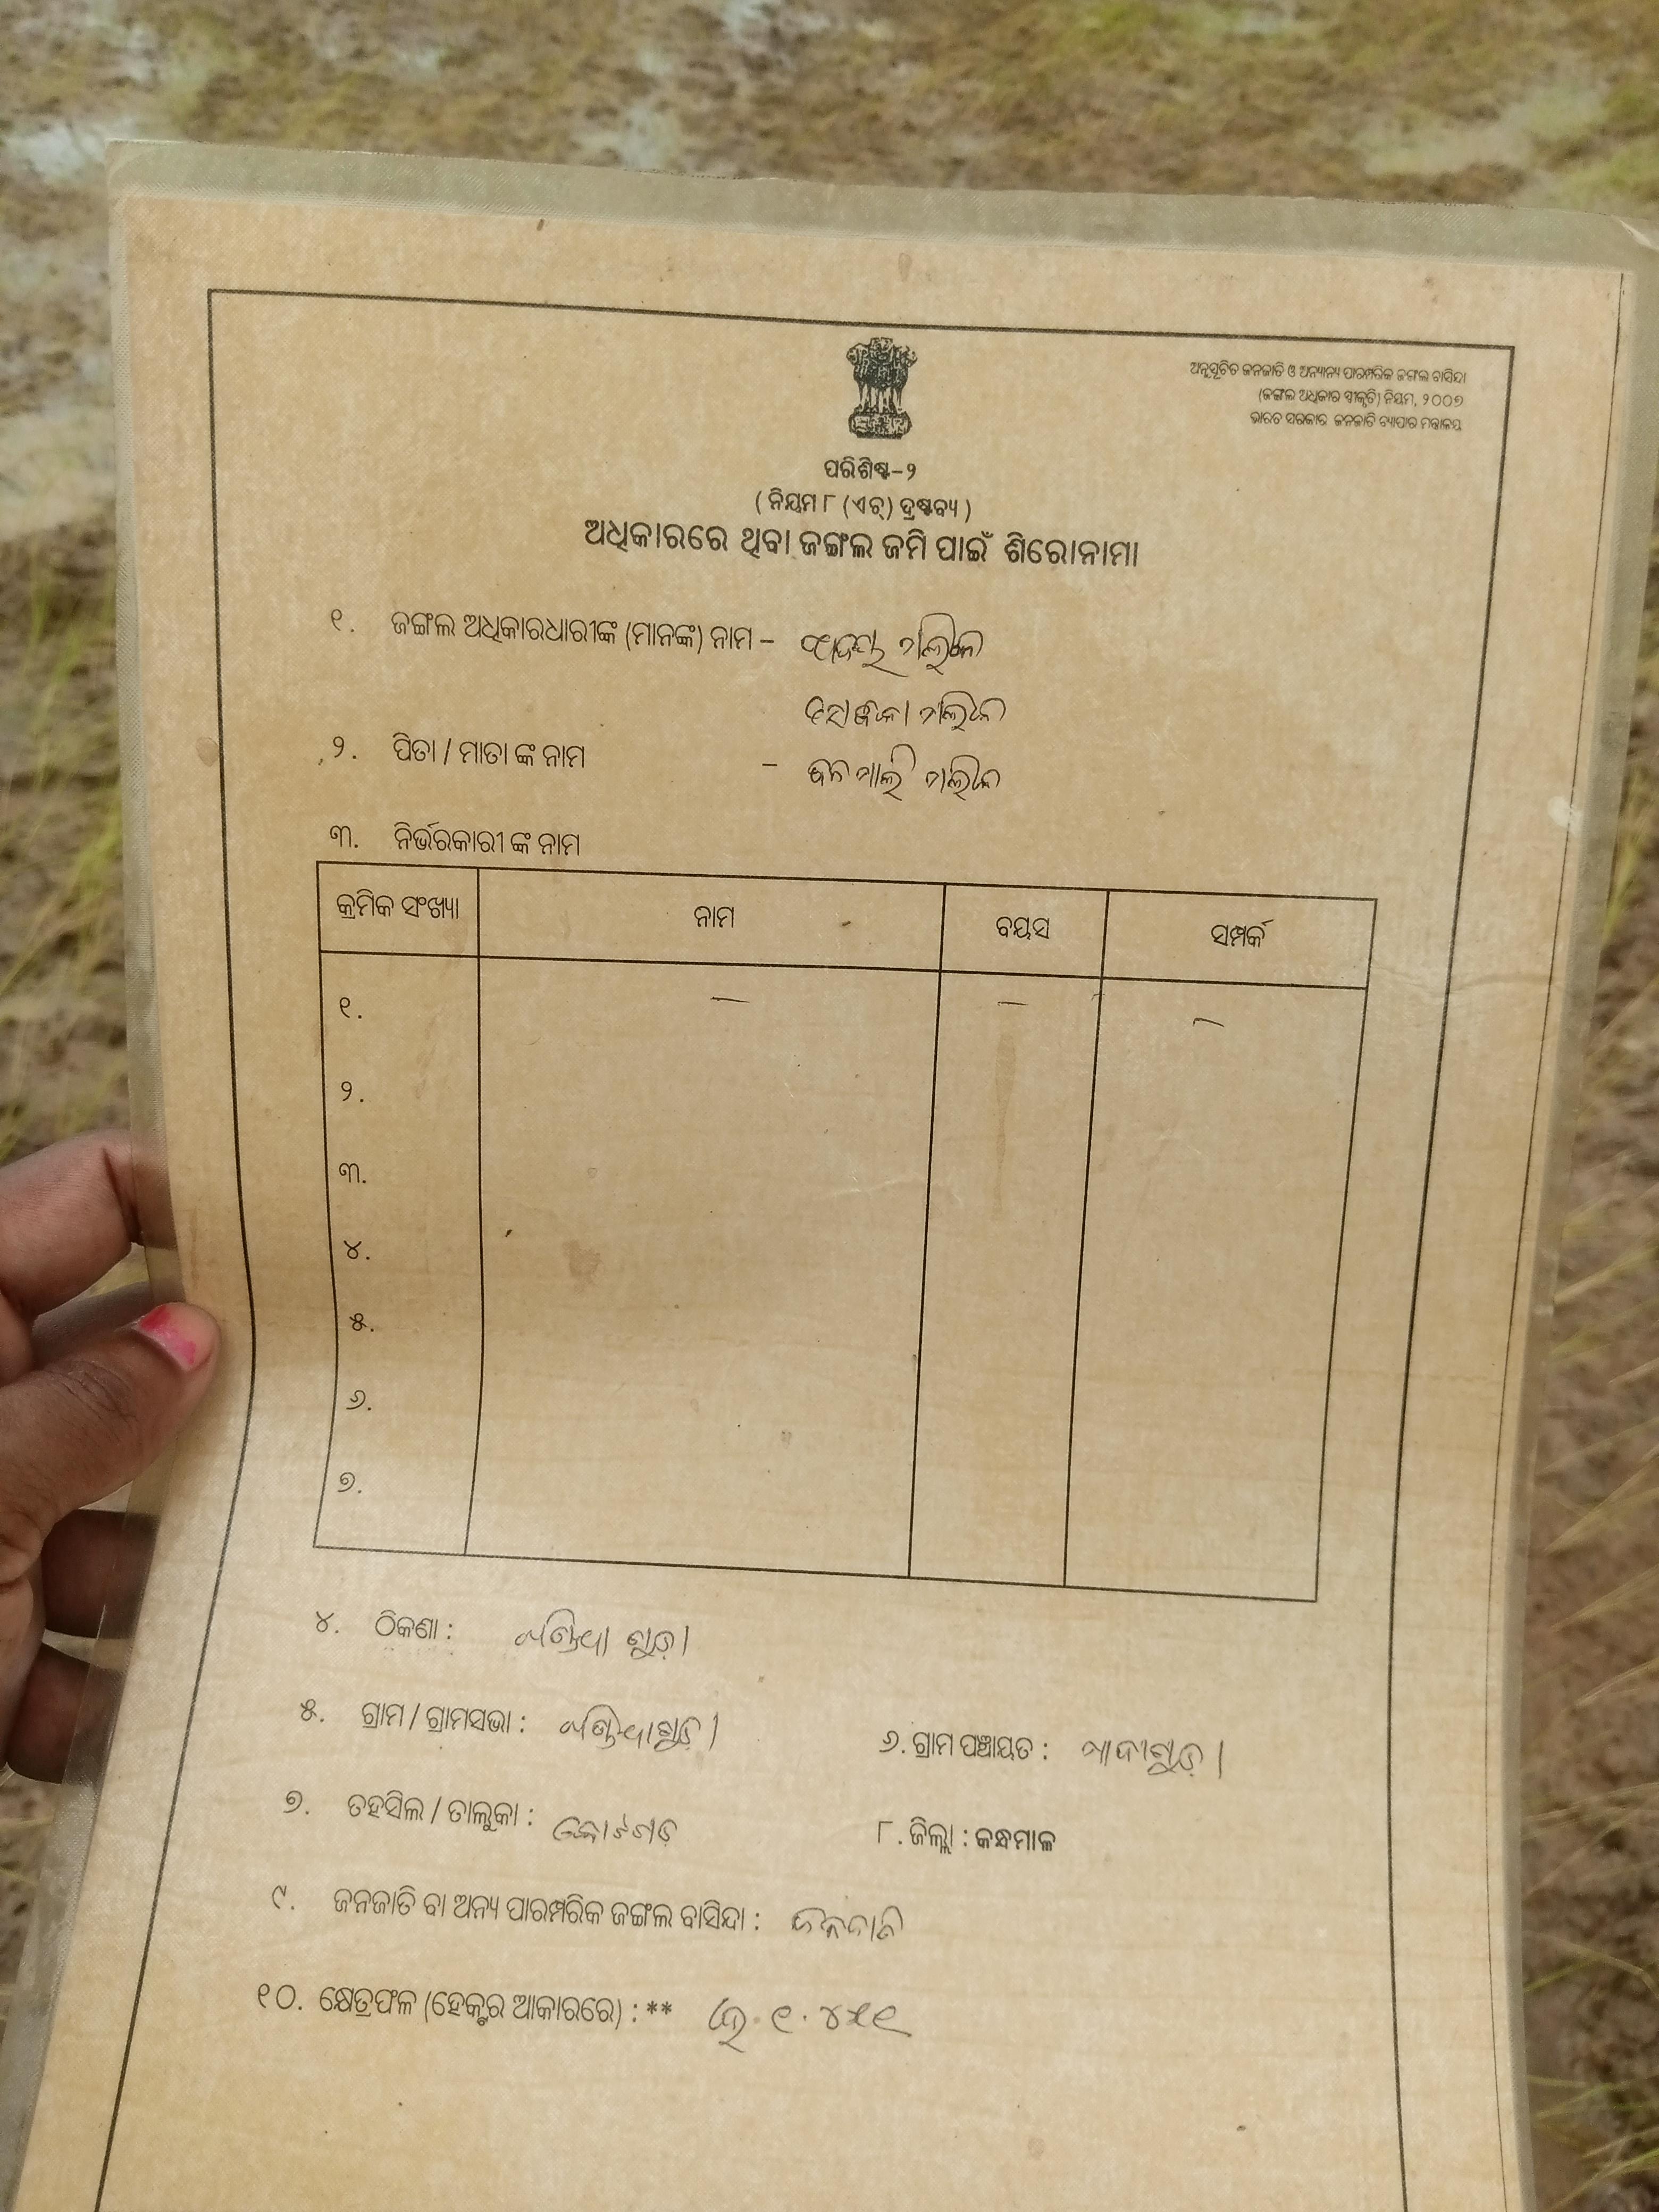 ଅନୁସୂଚିତ ଜନଜାତି ଓ ଅନ୍ୟାନ୍ୟ ପାରମ୍ପରିକ ଜଙ୍ଗଲ ବାସିନ୍ଦା
(ଜଙ୍ଗଲ ଅଧିକାର ସ୍ୱୀକୃତି) ନିୟମ, ୨୦୦୭
ଭାରତ ସରକାର ଜନଜାତି ବ୍ୟାପାର ମନ୍ତ୍ରାଳୟ
ପରିଶିଷ୍ଟ-୨
( ନିୟମ ୮ (ଏଚ୍) ଦ୍ରଷ୍ଟବ୍ୟ )
ଅଧିକାରରେ ଥିବା ଜଙ୍ଗଲ ଜମି ପାଇଁ ଶିରୋନାମା
୧. ଜଙ୍ଗଲ ଅଧିକାରଧାରୀଙ୍କ (ମାନଙ୍କ) ନାମ – ମଲିକ
ମଲିକ
୨. ପିତା / ମାତା ଙ୍କ ନାମ – ବନମାଲି ମଲିକ
୩. ନିର୍ଭରକାରୀ ଙ୍କ ନାମ
କ୍ରମିକ ସଂଖ୍ୟା ନାମ ବୟସ ସମ୍ପର୍କ
୧. — — —
୨.
୩.
୪.
୫.
୬.
୭.
୪. ଠିକଣା :
୫. ଗ୍ରାମ / ଗ୍ରାମସଭା :
୬. ଗ୍ରାମ ପଞ୍ଚାୟତ :
୭. ତହସିଲ / ତାଲୁକା : କୋଟଗଡ଼
୮. ଜିଲ୍ଲା : କନ୍ଧମାଳ
୯. ଜନଜାତି ବା ଅନ୍ୟ ପାରମ୍ପରିକ ଜଙ୍ଗଲ ବାସିନ୍ଦା : ଜନଜାତି
୧୦. କ୍ଷେତ୍ରଫଳ (ହେକ୍ଟର ଆକାରରେ) : ** ହେ. ୧.୪୫୧